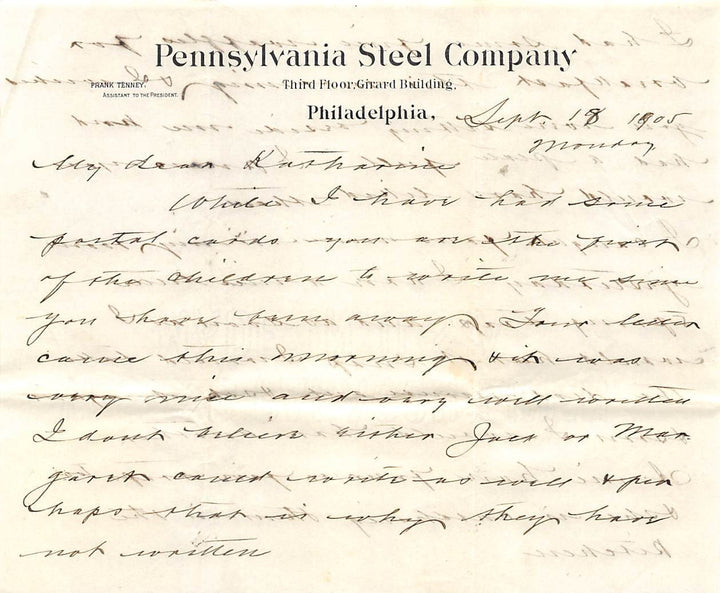 Pennsylvania Steel Company
FRANK TENNEY,
ASSISTANT TO THE PRESIDENT.
Third Floor, Girard Building.
Philadelphia, Sept 18 1905
Monday
My dear Katharine
While I have had some
postal cards you are the first
of the children to write me since
you have been away. Your letter
came this morning & it was
very nice and very well written
I dont believe either Jack or Mar-
garet could write as well & per
haps that is why they have
not written